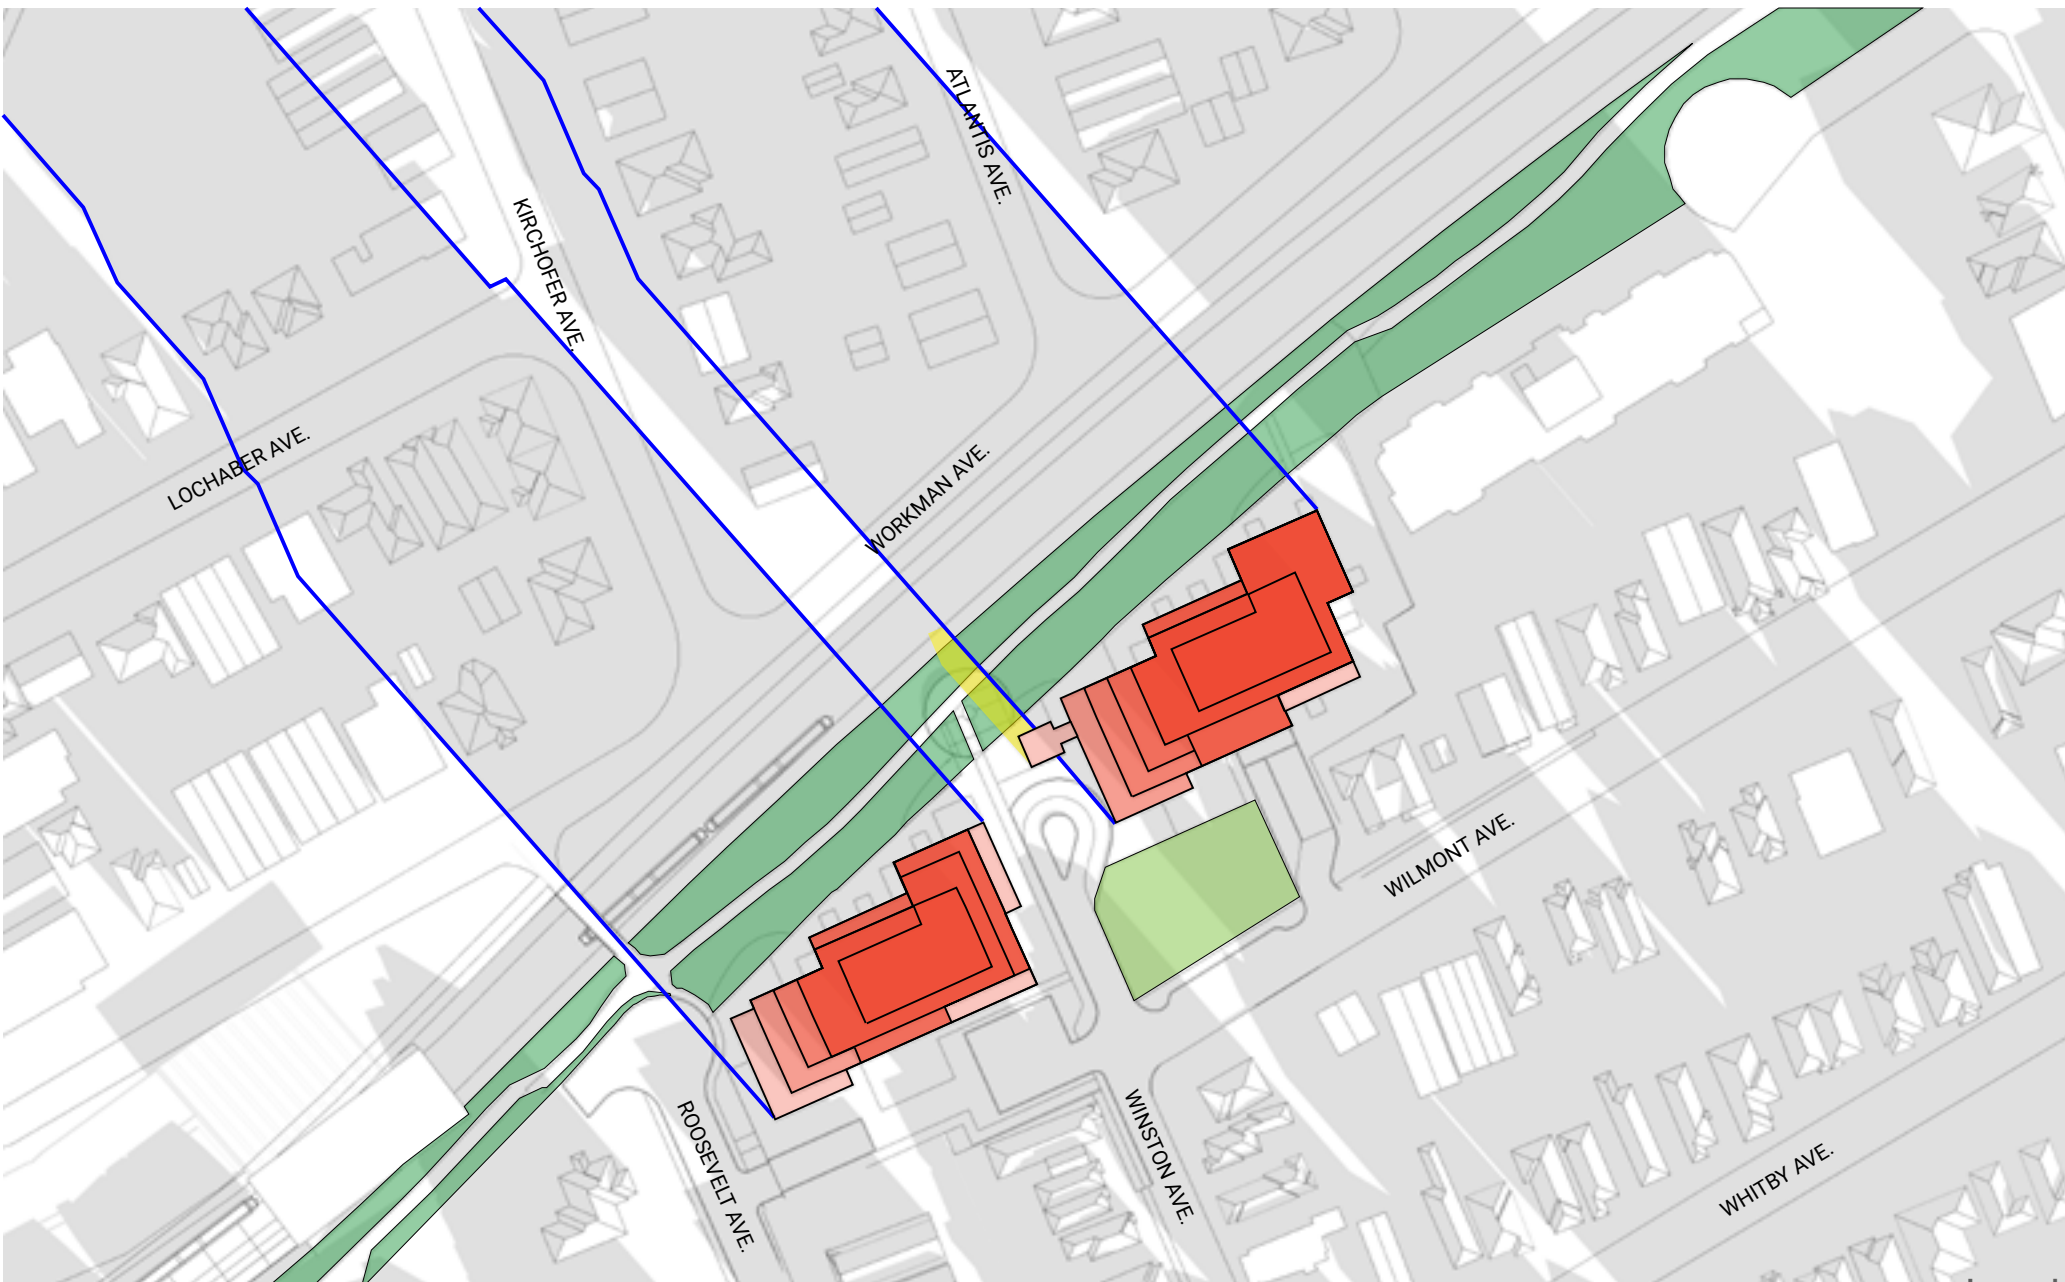 ATLANTIS AVE.
KIRCHOFER AVE.
LOCHABER AVE.
WORKMAN AVE.
WILMONT AVE.
ROOSEVELT AVE.
WINSTON AVE.
WHITBY AVE.